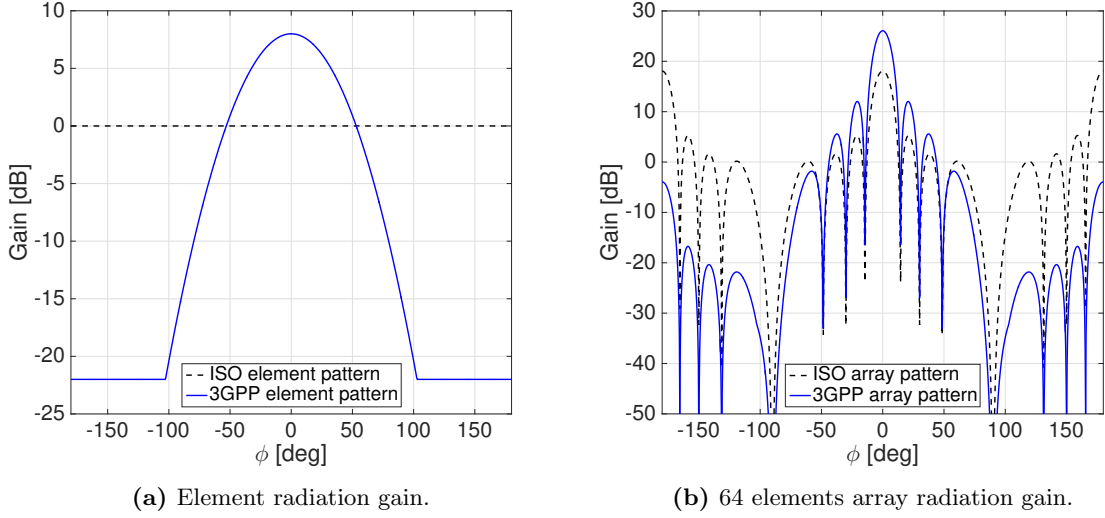 10
5
0
-5
-10
-15
-20
-25
Gain [dB]
-150 -100 -50 0 50 100 150
ϕ [deg]
ISO element pattern
3GPP element pattern
(a) Element radiation gain.
30
20
10
0
-10
-20
-30
-40
-50
Gain [dB]
-150 -100 -50 0 50 100 150
ϕ [deg]
ISO array pattern
3GPP array pattern
(b) 64 elements array radiation gain.